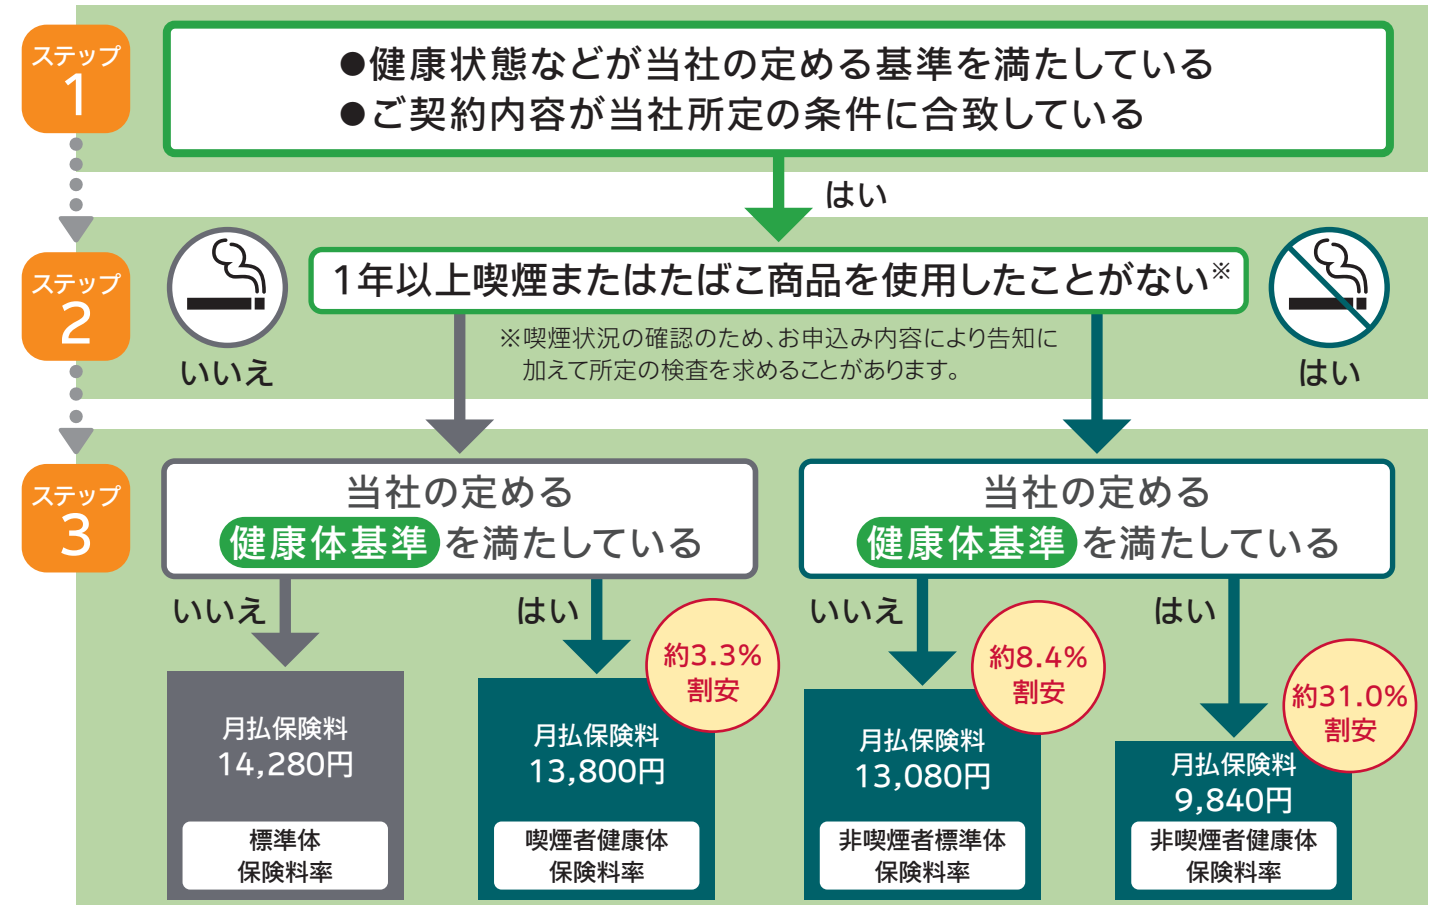 ステップ
1
●健康状態などが当社の定める基準を満たしている
●ご契約内容が当社所定の条件に合致している
はい
ステップ
2
1年以上喫煙またはたばこ商品を使用したことがない※
いいえ
※喫煙状況の確認のため、お申込み内容により告知に
加えて所定の検査を求めることがあります。
はい
ステップ
3
当社の定める
健康体基準を満たしている
当社の定める
健康体基準を満たしている
いいえ
はい
いいえ
はい
月払保険料
14,280円
標準体
保険料率
約3.3%
割安
月払保険料
13,800円
喫煙者健康体
保険料率
約8.4%
割安
月払保険料
13,080円
非喫煙者標準体
保険料率
約31.0%
割安
月払保険料
9,840円
非喫煙者健康体
保険料率